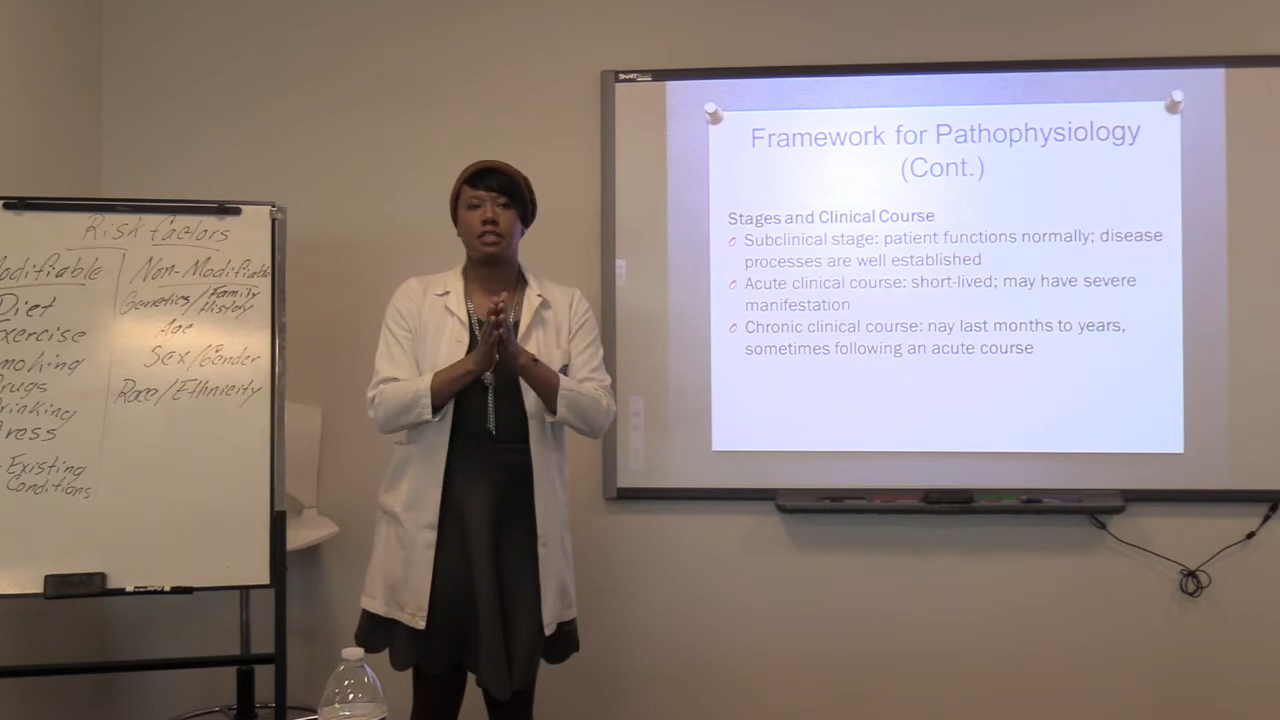 Risk factors
odifiable
Diet
xercise
moking
rugs
rinking
ress
Existing
Conditions
Non-Modifiable
Genetics/Family
History
Age
Sex/Gender
Race/Ethnicity
SMART
Framework for Pathophysiology
(Cont.)
Stages and Clinical Course
Subclinical stage: patient functions normally; disease
processes are well established
Acute clinical course: short-lived; may have severe
manifestation
Chronic clinical course: nay last months to years,
sometimes following an acute course